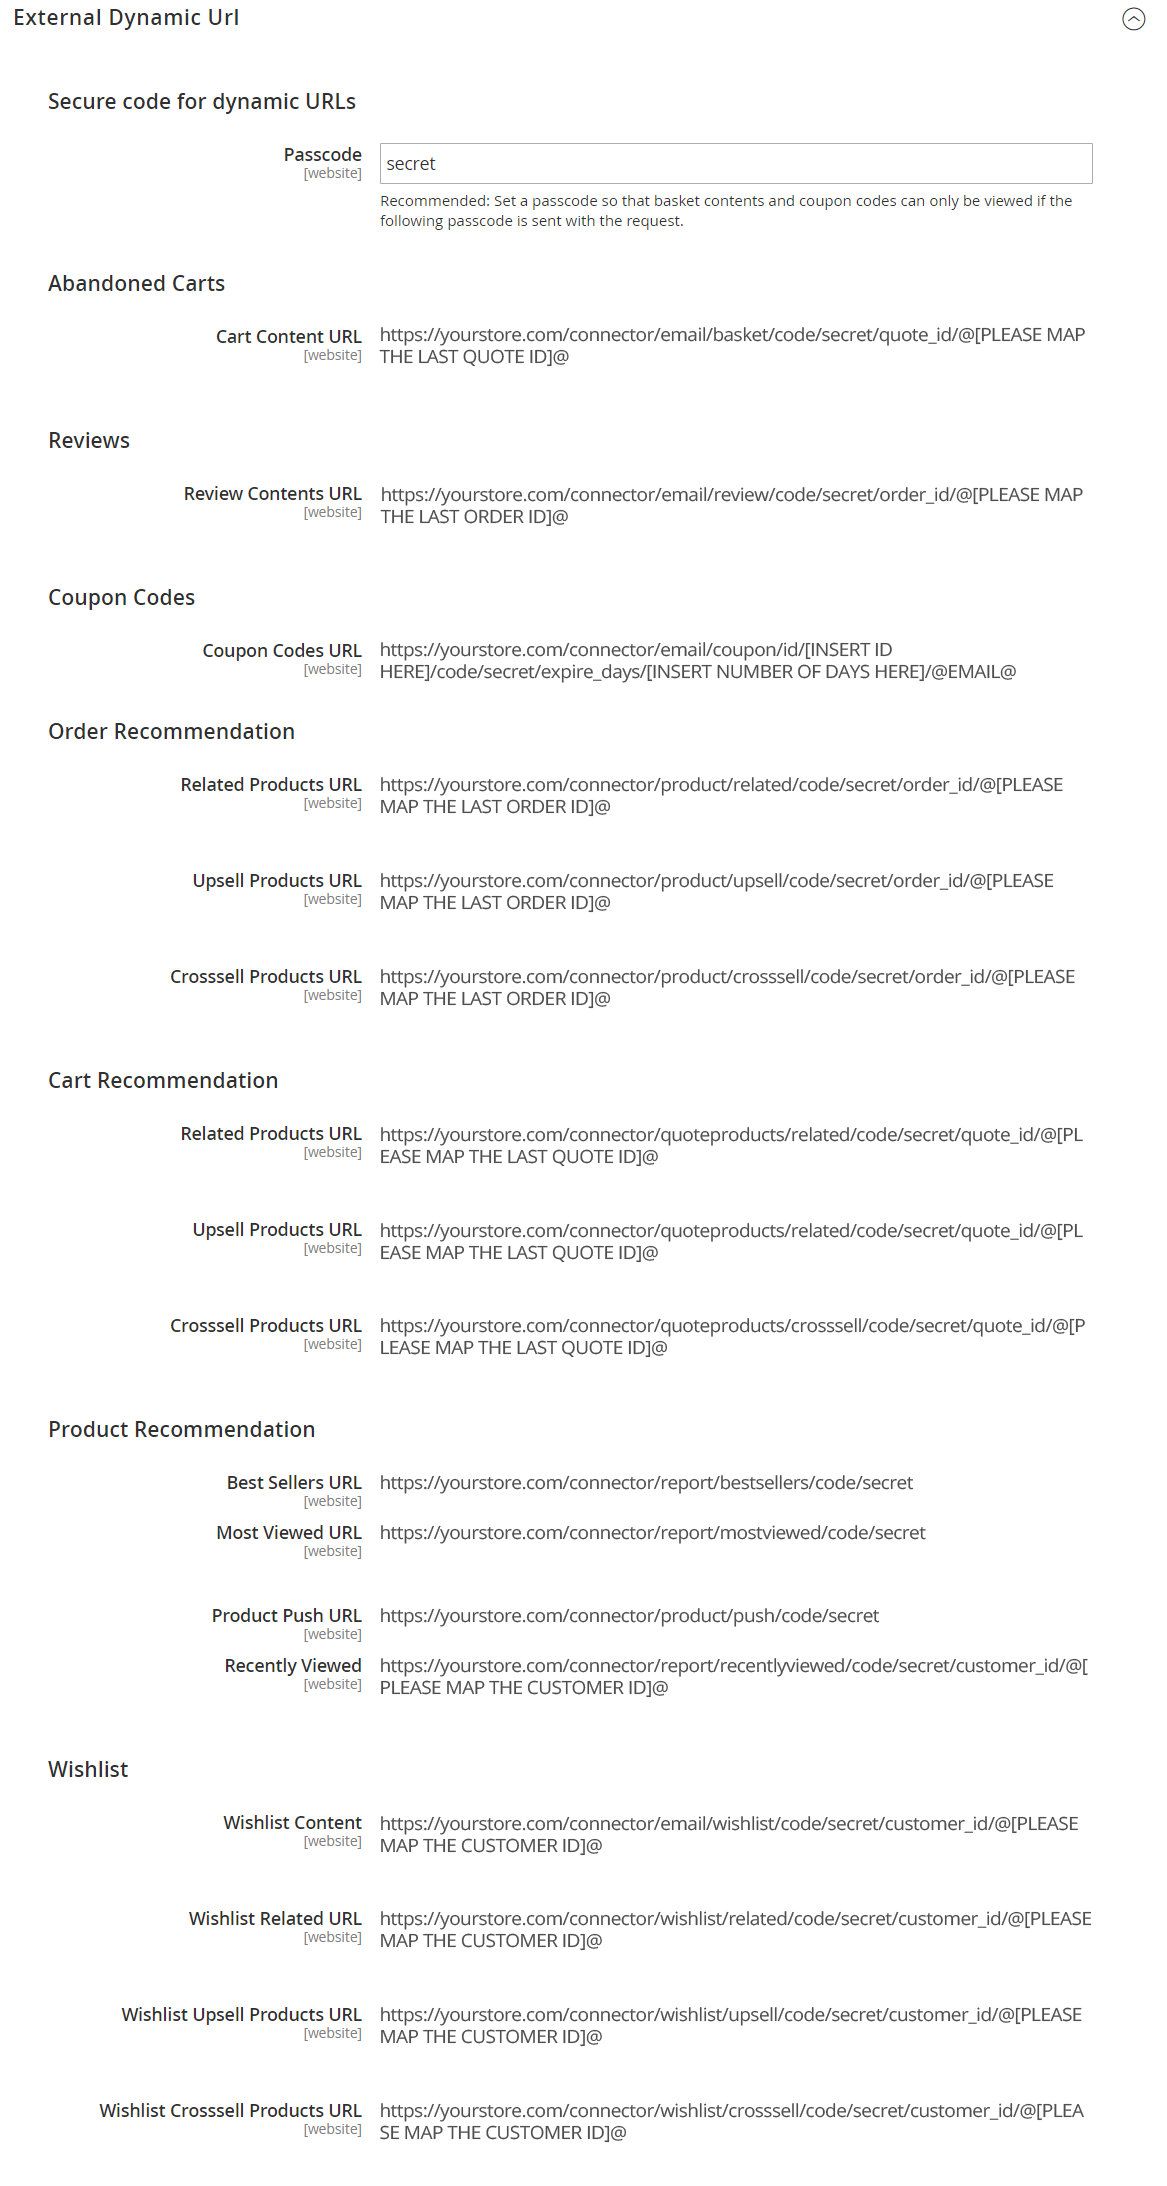 External Dynamic Url
Secure code for dynamic URLs
Passcode
[website]
secret
Recommended: Set a passcode so that basket contents and coupon codes can only be viewed if the
following passcode is sent with the request.
Abandoned Carts
Cart Content URL
[website]
https://yourstore.com/connector/email/basket/code/secret/quote_id/@[PLEASE MAP
THE LAST QUOTE ID]@
Reviews
Review Contents URL
[website]
https://yourstore.com/connector/email/review/code/secret/order_id/@[PLEASE MAP
THE LAST ORDER ID]@
Coupon Codes
Coupon Codes URL
[website]
https://yourstore.com/connector/email/coupon/id/[INSERT ID
HERE]/code/secret/expire_days/[INSERT NUMBER OF DAYS HERE]/@EMAIL@
Order Recommendation
Related Products URL
[website]
https://yourstore.com/connector/product/related/code/secret/order_id/@[PLEASE
MAP THE LAST ORDER ID]@
Upsell Products URL
[website]
https://yourstore.com/connector/product/upsell/code/secret/order_id/@[PLEASE
MAP THE LAST ORDER ID]@
Crosssell Products URL
[website]
https://yourstore.com/connector/product/crosssell/code/secret/order_id/@[PLEASE
MAP THE LAST ORDER ID]@
Cart Recommendation
Related Products URL
[website]
https://yourstore.com/connector/quoteproducts/related/code/secret/quote_id/@[PL
EASE MAP THE LAST QUOTE ID]@
Upsell Products URL
[website]
https://yourstore.com/connector/quoteproducts/related/code/secret/quote_id/@[PL
EASE MAP THE LAST QUOTE ID]@
Crosssell Products URL
[website]
https://yourstore.com/connector/quoteproducts/crosssell/code/secret/quote_id/@[P
LEASE MAP THE LAST QUOTE ID]@
Product Recommendation
Best Sellers URL
[website]
https://yourstore.com/connector/report/bestsellers/code/secret
Most Viewed URL
[website]
https://yourstore.com/connector/report/mostviewed/code/secret
Product Push URL
[website]
https://yourstore.com/connector/product/push/code/secret
Recently Viewed
[website]
https://yourstore.com/connector/report/recentlyviewed/code/secret/customer_id/@[
PLEASE MAP THE CUSTOMER ID]@
Wishlist
Wishlist Content
[website]
https://yourstore.com/connector/email/wishlist/code/secret/customer_id/@[PLEASE
MAP THE CUSTOMER ID]@
Wishlist Related URL
[website]
https://yourstore.com/connector/wishlist/related/code/secret/customer_id/@[PLEASE
MAP THE CUSTOMER ID]@
Wishlist Upsell Products URL
[website]
https://yourstore.com/connector/wishlist/upsell/code/secret/customer_id/@[PLEASE
MAP THE CUSTOMER ID]@
Wishlist Crosssell Products URL
[website]
https://yourstore.com/connector/wishlist/crosssell/code/secret/customer_id/@[PLEA
SE MAP THE CUSTOMER ID]@